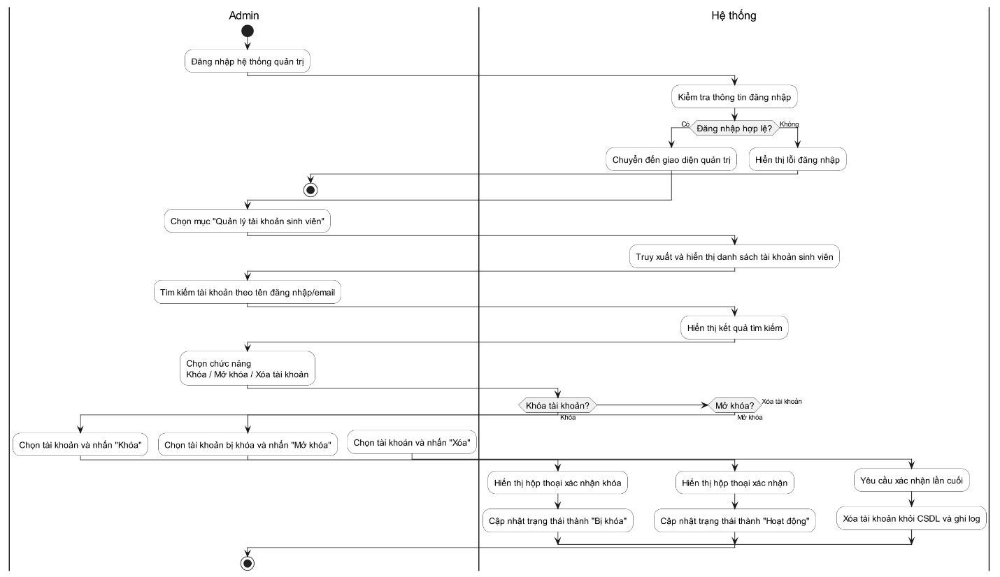 Admin
Hệ thống
Đăng nhập hệ thống quản trị
Kiểm tra thông tin đăng nhập
Có
Đăng nhập hợp lệ?
Không
Chuyển đến giao diện quản trị
Hiển thị lỗi đăng nhập
Chọn mục "Quản lý tài khoản sinh viên"
Truy xuất và hiển thị danh sách tài khoản sinh viên
Tìm kiếm tài khoản theo tên đăng nhập/email
Hiển thị kết quả tìm kiếm
Chọn chức năng
Khóa / Mở khóa / Xóa tài khoản
Khóa tài khoản?
Mở khóa?
Xóa tài khoản
Khóa
Mở khóa
Chọn tài khoản và nhấn "Khóa"
Chọn tài khoản bị khóa và nhấn "Mở khóa"
Chọn tài khoản và nhấn "Xóa"
Hiển thị hộp thoại xác nhận khóa
Hiển thị hộp thoại xác nhận
Yêu cầu xác nhận lần cuối
Cập nhật trạng thái thành "Bị khóa"
Cập nhật trạng thái thành "Hoạt động"
Xóa tài khoản khỏi CSDL và ghi log